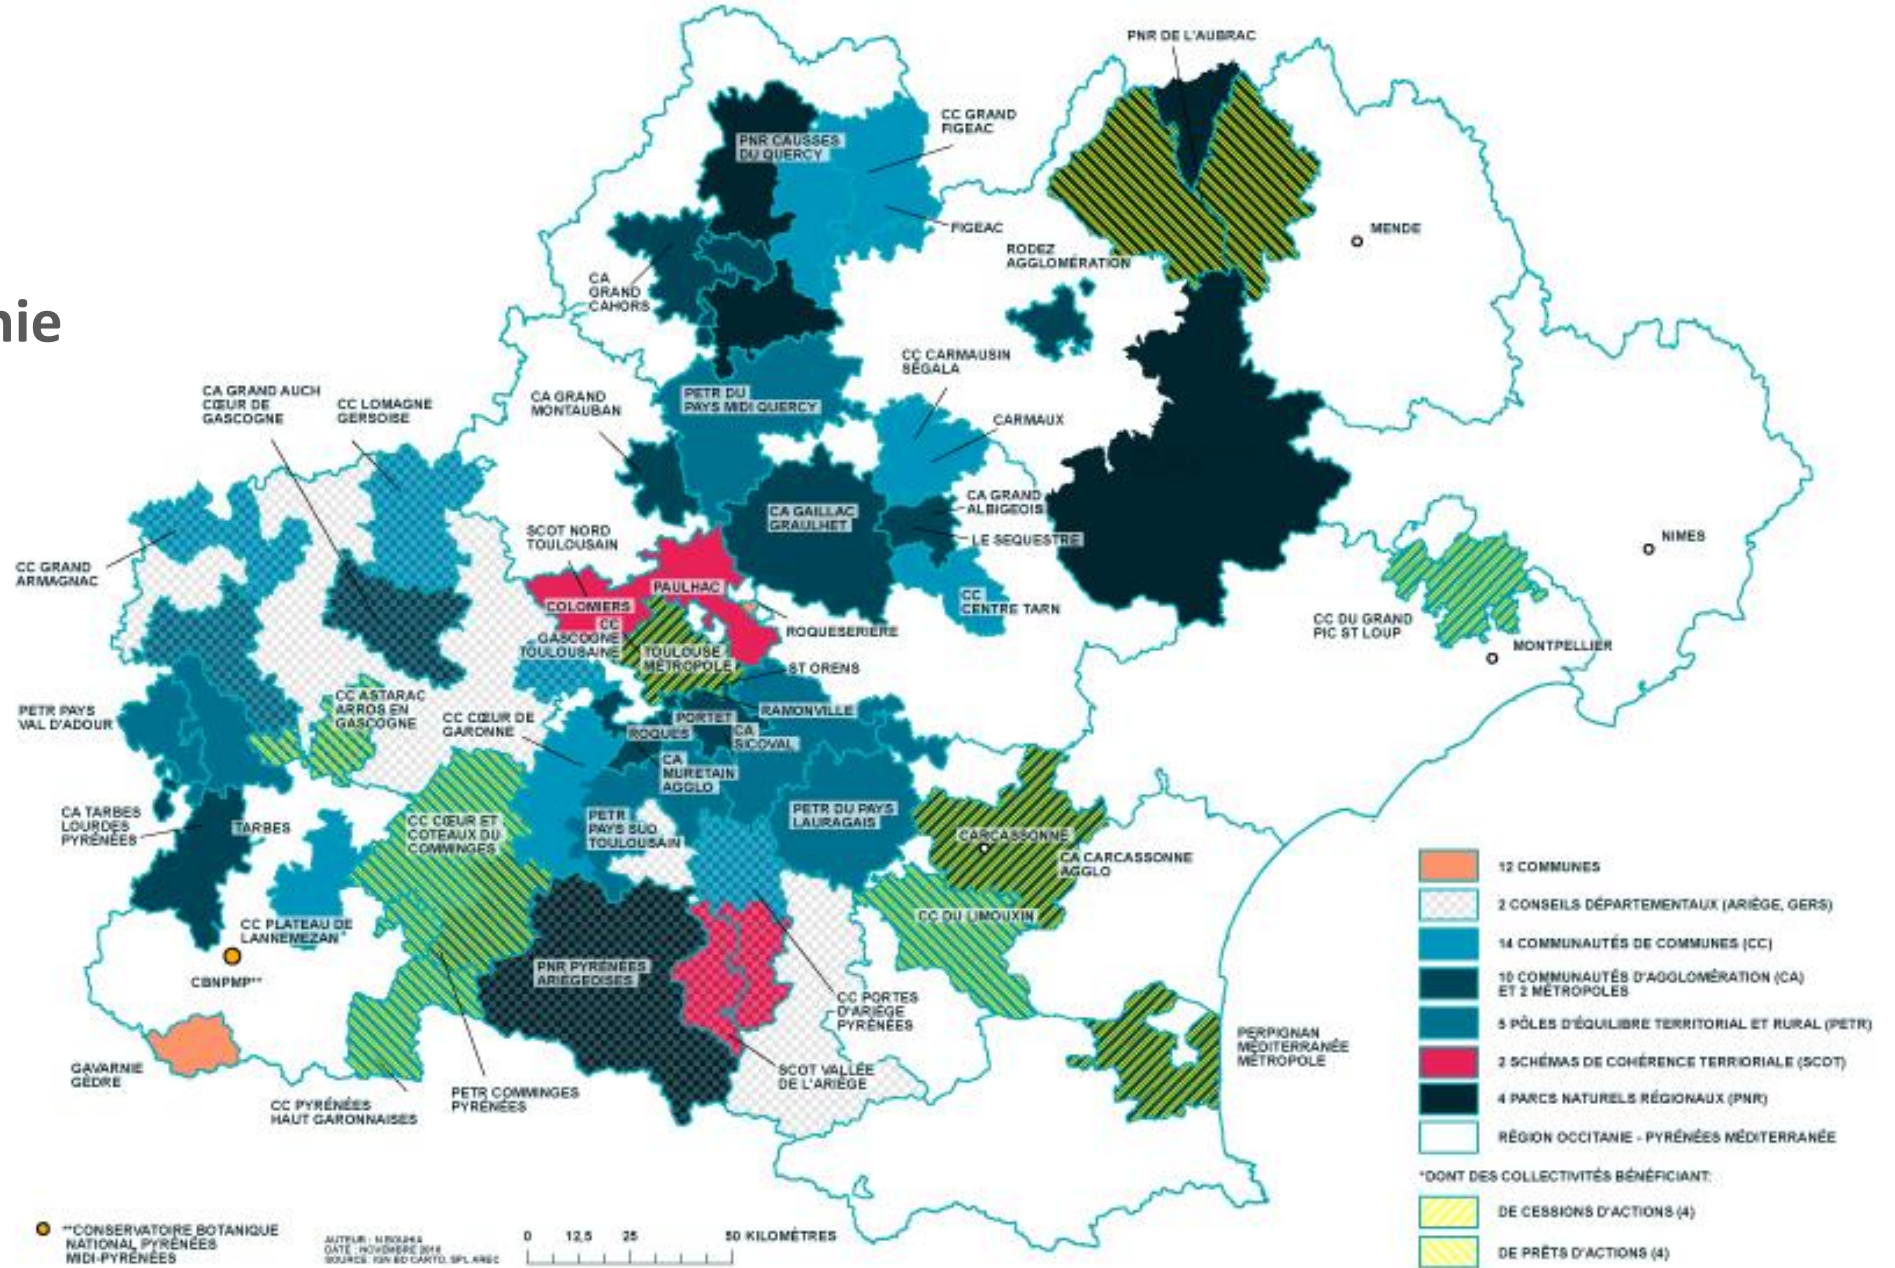 nie
PNR DE L'AUBRAC
CC GRAND
FIGEAC
PNR CAUSSES
DU QUERCY
FIGEAC
MENDE
RODEZ
AGGLOMÉRATION
CA
GRAND
CAHORS
CC CARMAUSIN
SÉGALA
CA GRAND AUCH
CŒUR DE
GASCOGNE
CC LOMAGNE
GERSOISE
CA GRAND
MONTAUBAN
PETR DU
PAYS MIDI QUERCY
CARMAUX
CA GRAND
ALBIGEOIS
CA GAILLAC
GRAULHET
LE SEQUESTRE
SCOT NORD
TOULOUSAIN
NIMES
CC GRAND
ARMAGNAC
PAULHAC
COLOMIERS
CC
CENTRE TARN
CC
GASCOGNE
TOULOUSAINE
ROQUESERIERE
CC DU GRAND
PIC ST LOUP
TOULOUSE
MÉTROPOLE
MONTPELLIER
ST ORENS
CC ASTARAC
ARROS EN
GASCOGNE
PETR PAYS
VAL D'ADOUR
CC CŒUR DE
GARONNE
RAMONVILLE
PORTET
ROQUES
CA
SICOVAL
CA
MURETAIN
AGGLO
CA TARBES
LOURDES
PYRÉNÉES
TARBES
CC CŒUR ET
COTEAUX DU
COMMINGES
PETR
PAYS SUD
TOULOUSAIN
PETR DU PAYS
LAURAGAIS
CARCASSONNE
CA CARCASSONNE
AGGLO
CC DU LIMOUXIN
CC PLATEAU DE
LANNEMEZAN
CBNPMP**
PNR PYRÉNÉES
ARIÉGEOISES
CC PORTES
D'ARIÈGE
PYRÉNÉES
PERPIGNAN
MÉDITERRANÉE
MÉTROPOLE
GAVARNIE
GÈDRE
SCOT VALLÉE
DE L'ARIÈGE
CC PYRÉNÉES
HAUT GARONNAISES
PETR COMMINGES
PYRÉNÉES
12 COMMUNES
2 CONSEILS DÉPARTEMENTAUX (ARIÈGE, GERS)
14 COMMUNAUTÉS DE COMMUNES (CC)
10 COMMUNAUTÉS D'AGGLOMÉRATION (CA)
ET 2 MÉTROPOLES
5 PÔLES D'ÉQUILIBRE TERRITORIAL ET RURAL (PETR)
2 SCHÉMAS DE COHÉRENCE TERRIORIALE (SCOT)
4 PARCS NATURELS RÉGIONAUX (PNR)
RÉGION OCCITANIE - PYRÉNÉES MÉDITERRANÉE
*DONT DES COLLECTIVITÉS BÉNÉFICIANT:
DE CESSIONS D'ACTIONS (4)
DE PRÊTS D'ACTIONS (4)
**CONSERVATOIRE BOTANIQUE
NATIONAL PYRÉNÉES
MIDI-PYRÉNÉES
AUTEUR : N BOUHIA
DATE : NOVEMBRE
SOURCE: IGN BD CARTO, SPL AREC
0 12,5 25 50 KILOMÈTRES